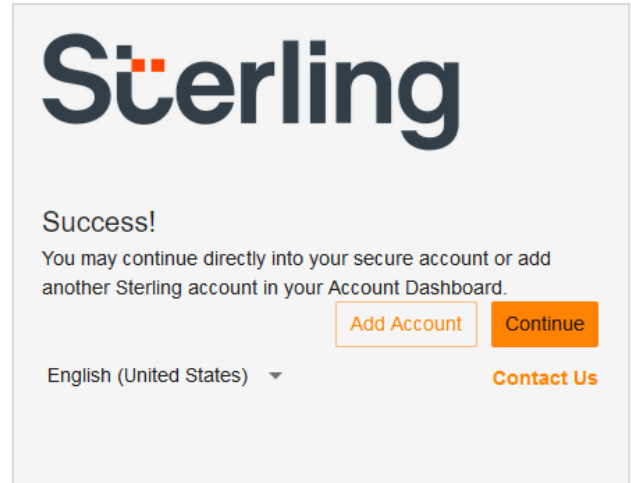 Sterling
Success!
You may continue directly into your secure account or add
another Sterling account in your Account Dashboard.
Add Account Continue
English (United States) Contact Us